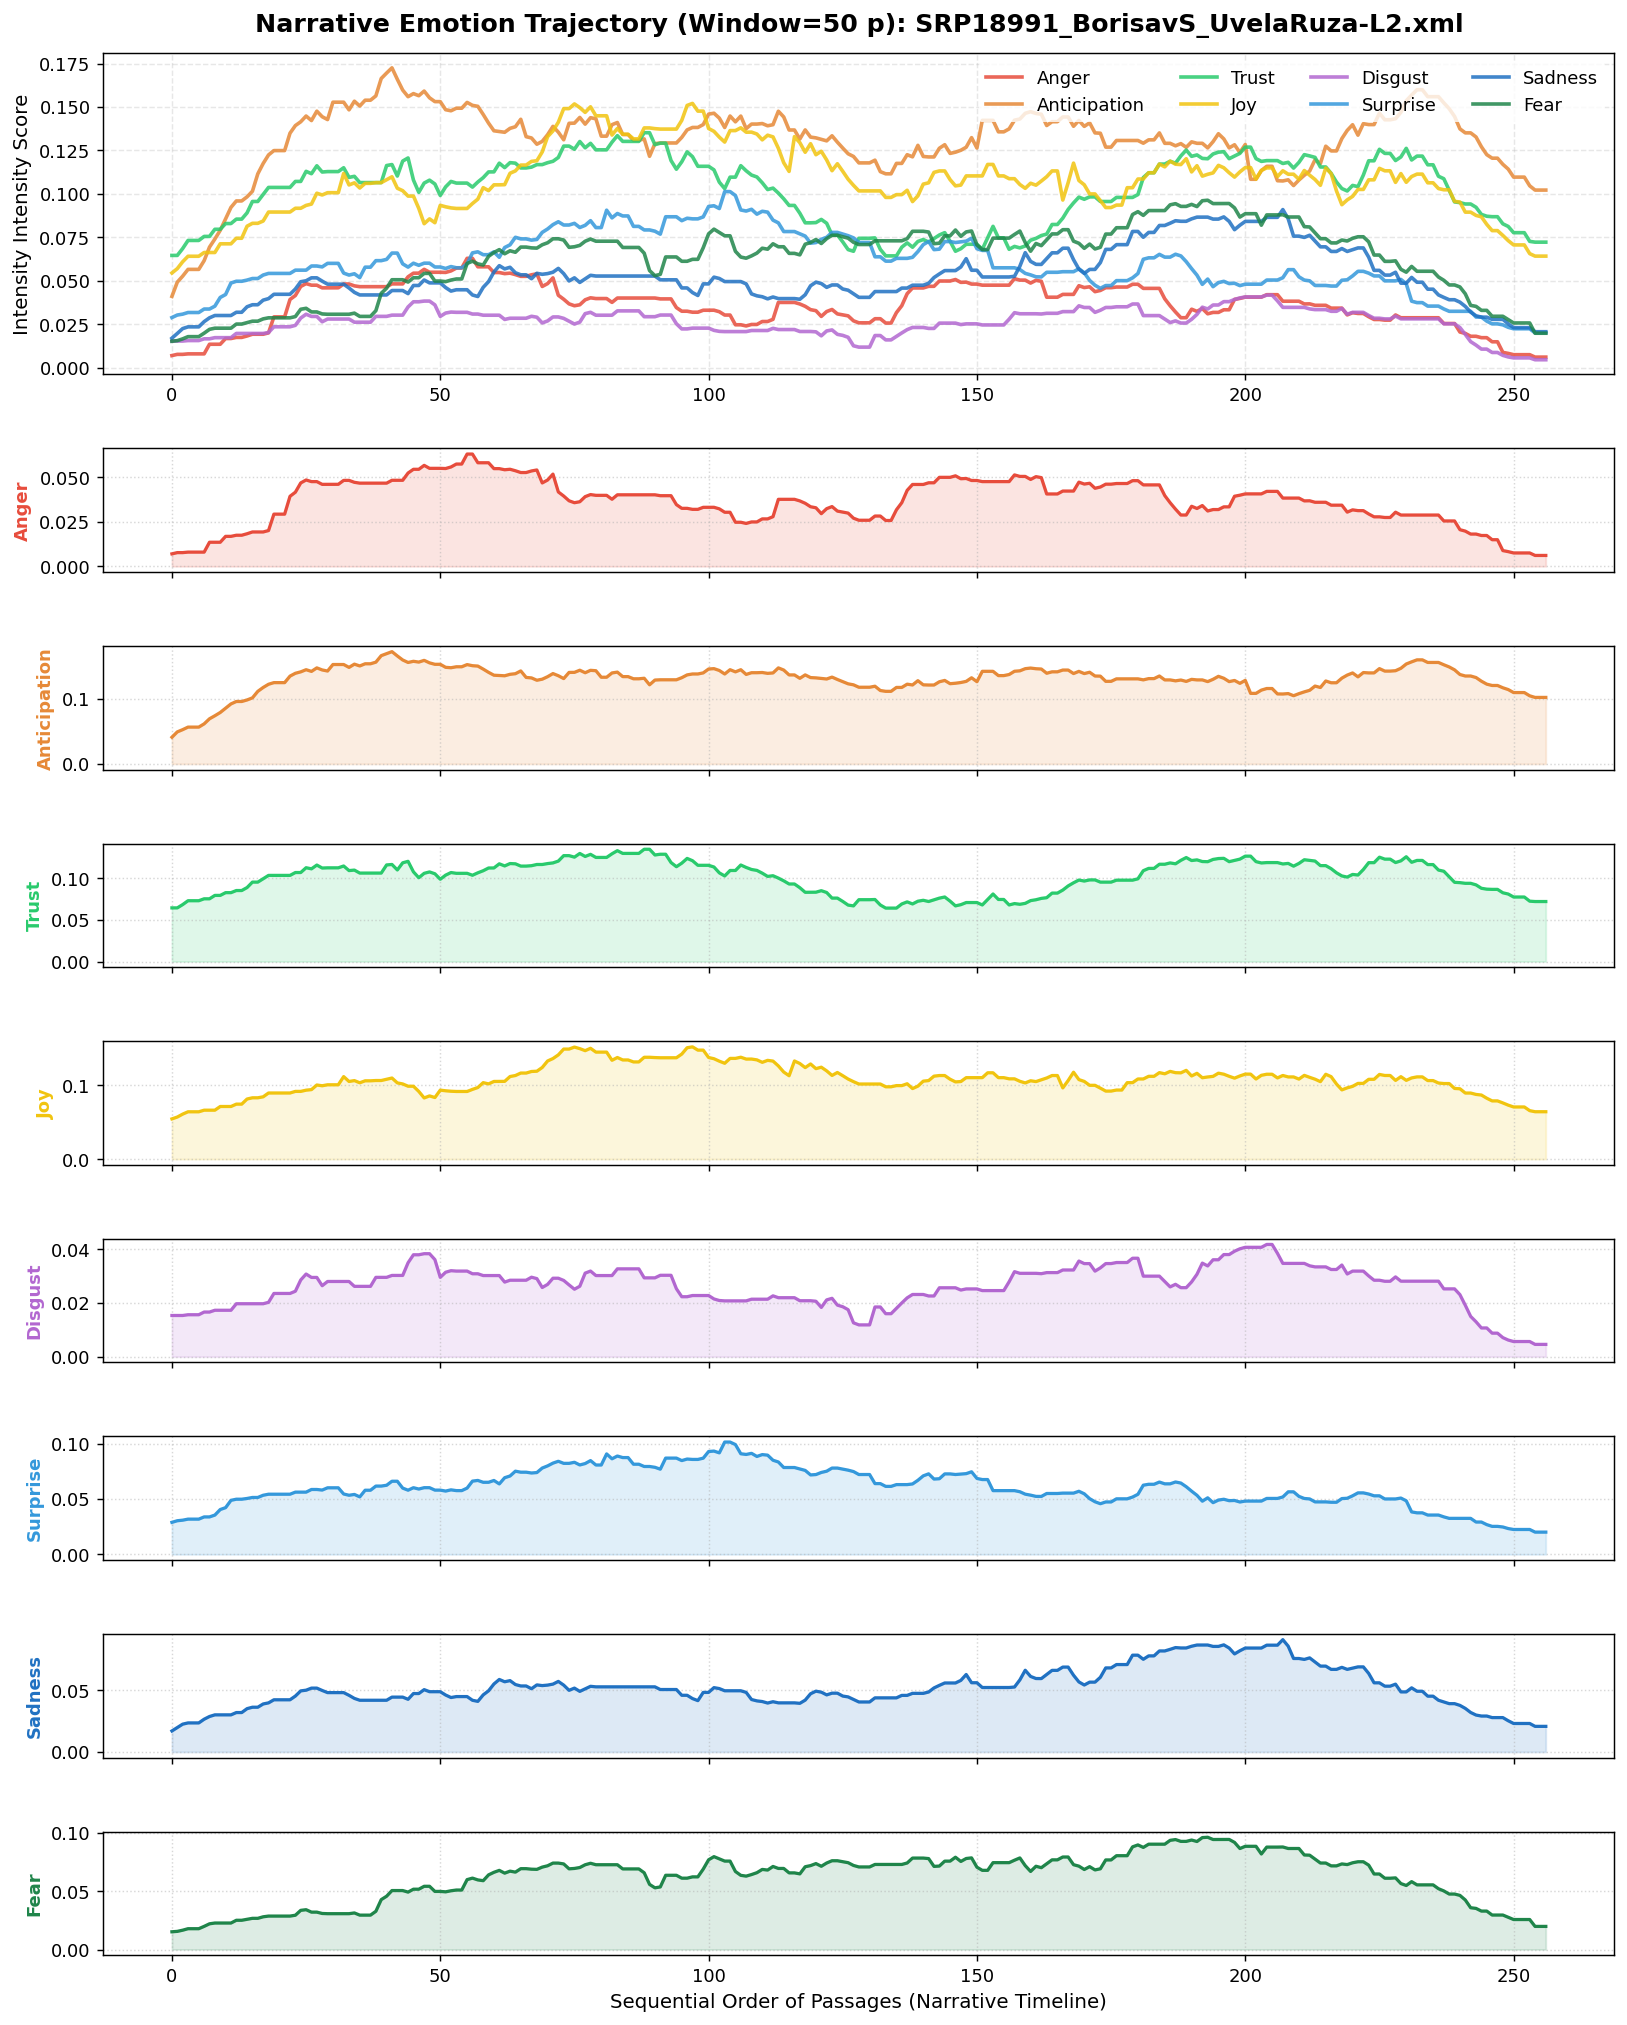 Narrative Emotion Trajectory (Window=50 p): SRP18991_BorisavS_UvelaRuza-L2.xml
Intensity Intensity Score
0.175
0.150
0.125
0.100
0.075
0.050
0.025
0.000
Anger Trust Disgust Sadness
Anticipation Joy Surprise Fear
0 50 100 150 200 250
Anger
0.050
0.025
0.000
Anticipation
0.1
0.0
Trust
0.10
0.05
0.00
Joy
0.1
0.0
Disgust
0.04
0.02
0.00
Surprise
0.10
0.05
0.00
Sadness
0.05
0.00
Fear
0.10
0.05
0.00
0 50 100 150 200 250
Sequential Order of Passages (Narrative Timeline)